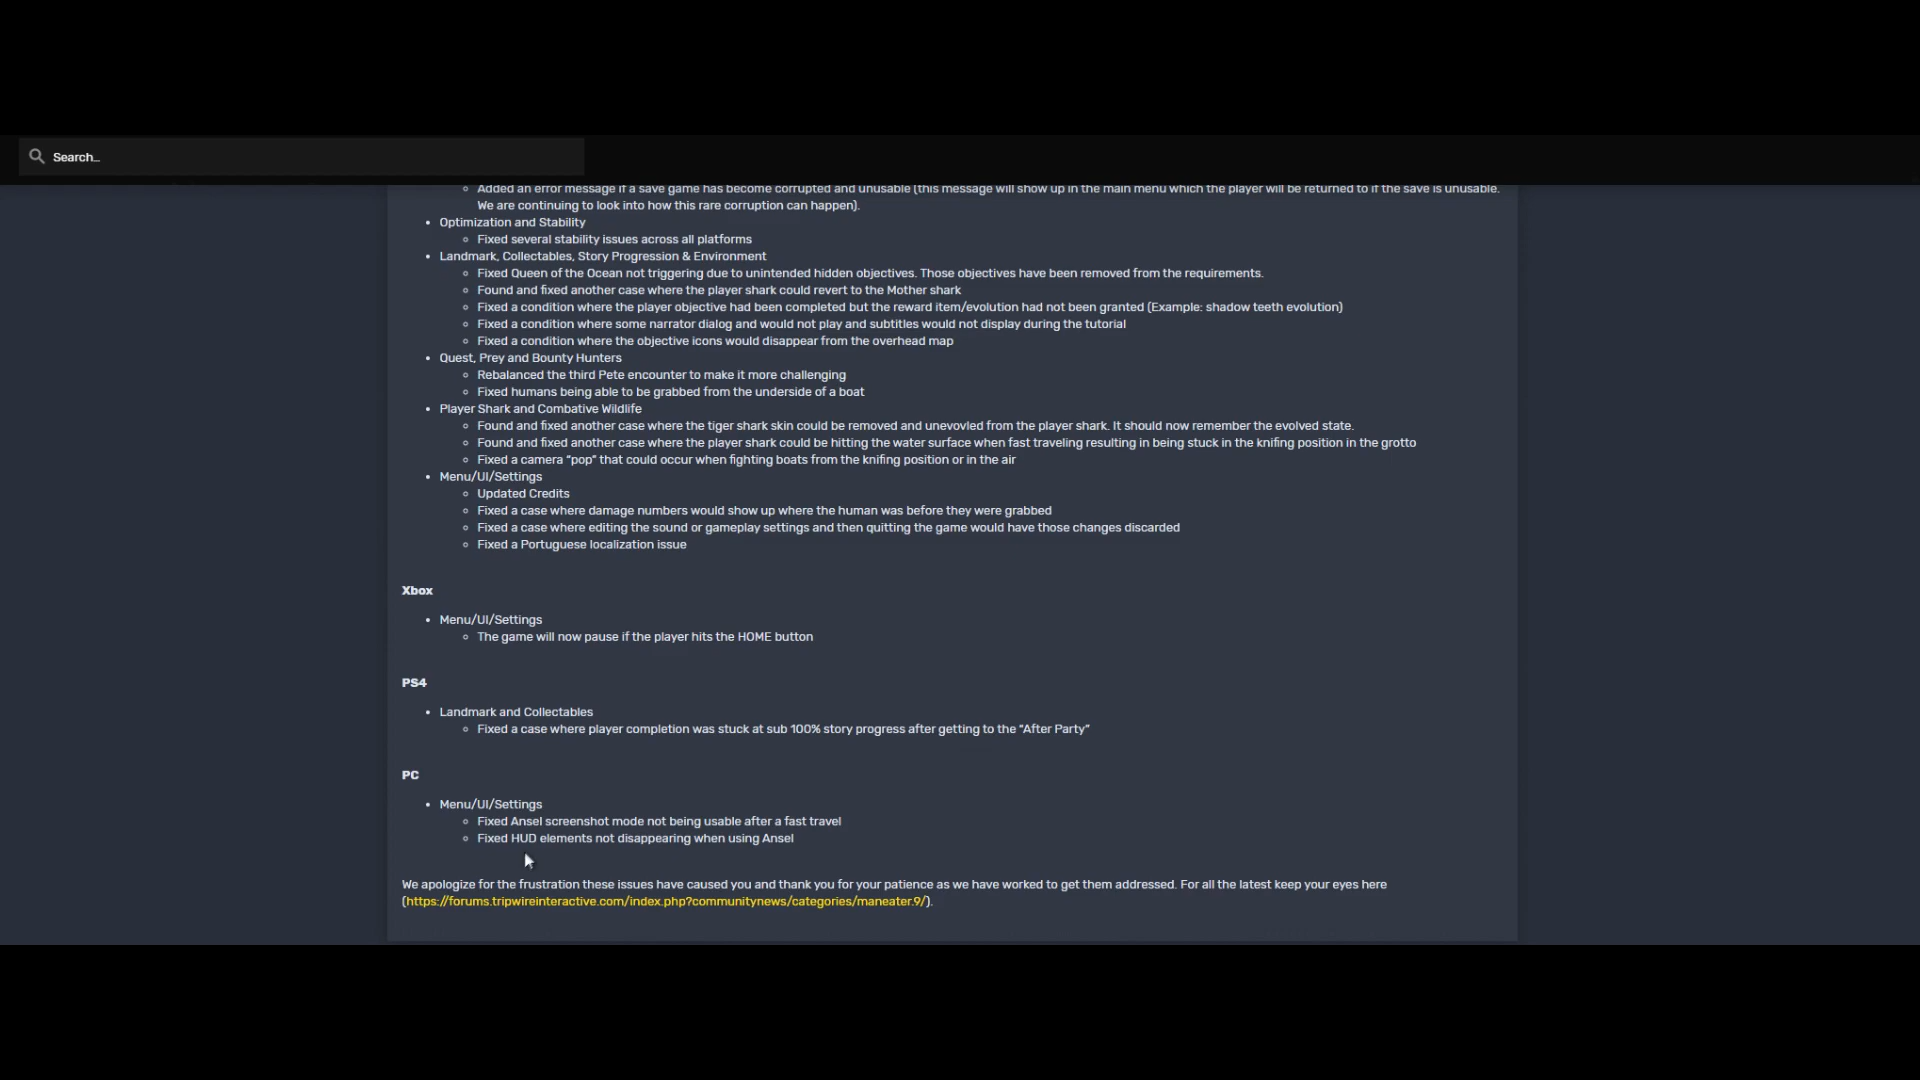 Search...
Added an error message if a save game has become corrupted and unusable (this message will show up in the main menu which the player will be returned to if the save is unusable.
We are continuing to look into how this rare corruption can happen).
Optimization and Stability
Fixed several stability issues across all platforms
Landmark, Collectables, Story Progression & Environment
Fixed Queen of the Ocean not triggering due to unintended hidden objectives. Those objectives have been removed from the requirements.
Found and fixed another case where the player shark could revert to the Mother shark
Fixed a condition where the player objective had been completed but the reward item/evolution had not been granted (Example: shadow teeth evolution)
Fixed a condition where some narrator dialog and would not play and subtitles would not display during the tutorial
Fixed a condition where the objective icons would disappear from the overhead map
Quest, Prey and Bounty Hunters
Rebalanced the third Pete encounter to make it more challenging
Fixed humans being able to be grabbed from the underside of a boat
Player Shark and Combative Wildlife
Found and fixed another case where the tiger shark skin could be removed and unevovled from the player shark. It should now remember the evolved state.
Found and fixed another case where the player shark could be hitting the water surface when fast traveling resulting in being stuck in the knifing position in the grotto
Fixed a camera “pop” that could occur when fighting boats from the knifing position or in the air
Menu/UI/Settings
Updated Credits
Fixed a case where damage numbers would show up where the human was before they were grabbed
Fixed a case where editing the sound or gameplay settings and then quitting the game would have those changes discarded
Fixed a Portuguese localization issue
Xbox
Menu/UI/Settings
The game will now pause if the player hits the HOME button
PS4
Landmark and Collectables
Fixed a case where player completion was stuck at sub 100% story progress after getting to the “After Party”
PC
Menu/UI/Settings
Fixed Ansel screenshot mode not being usable after a fast travel
Fixed HUD elements not disappearing when using Ansel
We apologize for the frustration these issues have caused you and thank you for your patience as we have worked to get them addressed. For all the latest keep your eyes here
(https://forums.tripwireinteractive.com/index.php?communitynews/categories/maneater.9/).